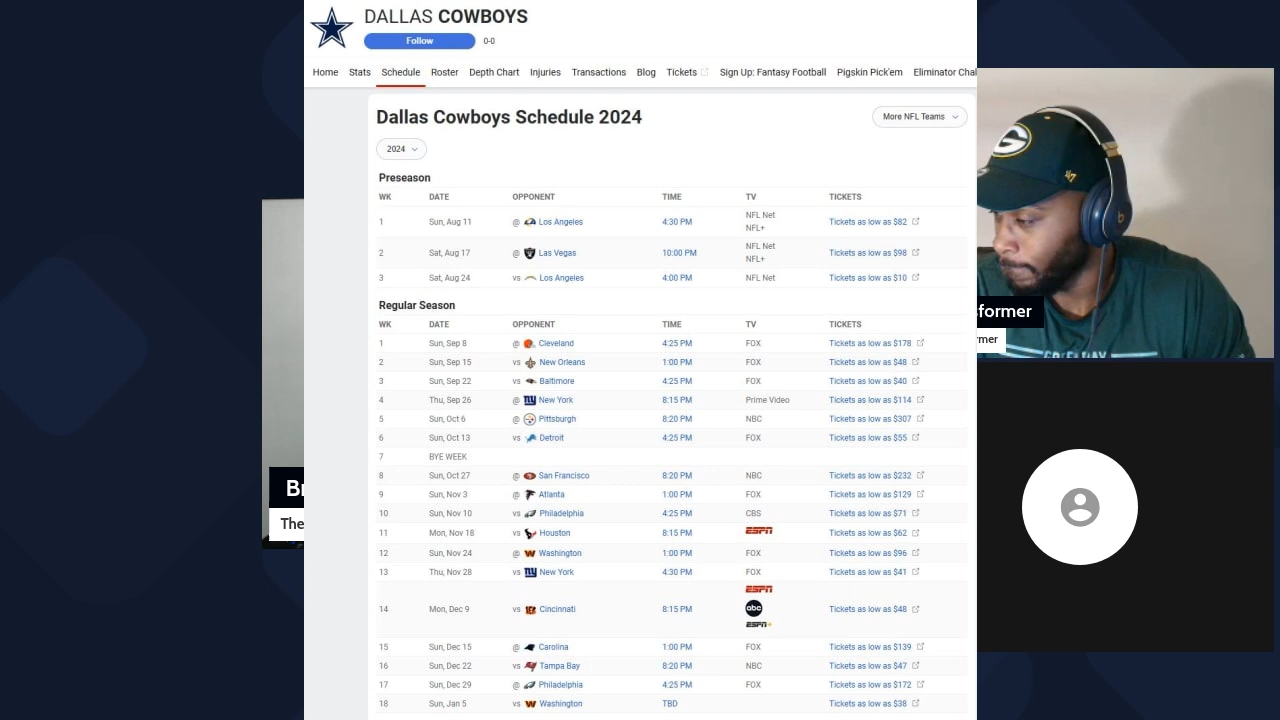 DALLAS COWBOYS
Follow 0-0
Home Stats Schedule Roster Depth Chart Injuries Transactions Blog Tickets Sign Up: Fantasy Football Pigskin Pick'em Eliminator Chal
Dallas Cowboys Schedule 2024
More NFL Teams
2024
Preseason
WK DATE OPPONENT TIME TV TICKETS
1 Sun, Aug 11 @ Los Angeles 4:30 PM NFL Net NFL+ Tickets as low as $82
2 Sat, Aug 17 @ Las Vegas 10:00 PM NFL Net NFL+ Tickets as low as $98
3 Sat, Aug 24 vs Los Angeles 4:00 PM NFL Net Tickets as low as $10
Regular Season
WK DATE OPPONENT TIME TV TICKETS
1 Sun, Sep 8 @ Cleveland 4:25 PM FOX Tickets as low as $178
2 Sun, Sep 15 vs New Orleans 1:00 PM FOX Tickets as low as $48
3 Sun, Sep 22 vs Baltimore 4:25 PM FOX Tickets as low as $40
4 Thu, Sep 26 @ New York 8:15 PM Prime Video Tickets as low as $114
5 Sun, Oct 6 @ Pittsburgh 8:20 PM NBC Tickets as low as $307
6 Sun, Oct 13 vs Detroit 4:25 PM FOX Tickets as low as $55
7 BYE WEEK
8 Sun, Oct 27 @ San Francisco 8:20 PM NBC Tickets as low as $232
9 Sun, Nov 3 @ Atlanta 1:00 PM FOX Tickets as low as $129
10 Sun, Nov 10 vs Philadelphia 4:25 PM CBS Tickets as low as $71
11 Mon, Nov 18 vs Houston 8:15 PM ESPN Tickets as low as $62
12 Sun, Nov 24 @ Washington 1:00 PM FOX Tickets as low as $96
13 Thu, Nov 28 vs New York 4:30 PM FOX Tickets as low as $41
14 Mon, Dec 9 vs Cincinnati 8:15 PM ESPN abc ESPN+ Tickets as low as $48
15 Sun, Dec 15 @ Carolina 1:00 PM FOX Tickets as low as $139
16 Sun, Dec 22 vs Tampa Bay 8:20 PM NBC Tickets as low as $47
17 Sun, Dec 29 @ Philadelphia 4:25 PM FOX Tickets as low as $172
18 Sun, Jan 5 vs Washington TBD Tickets as low as $38
G
'47
b
sformer
rmer
Br
The